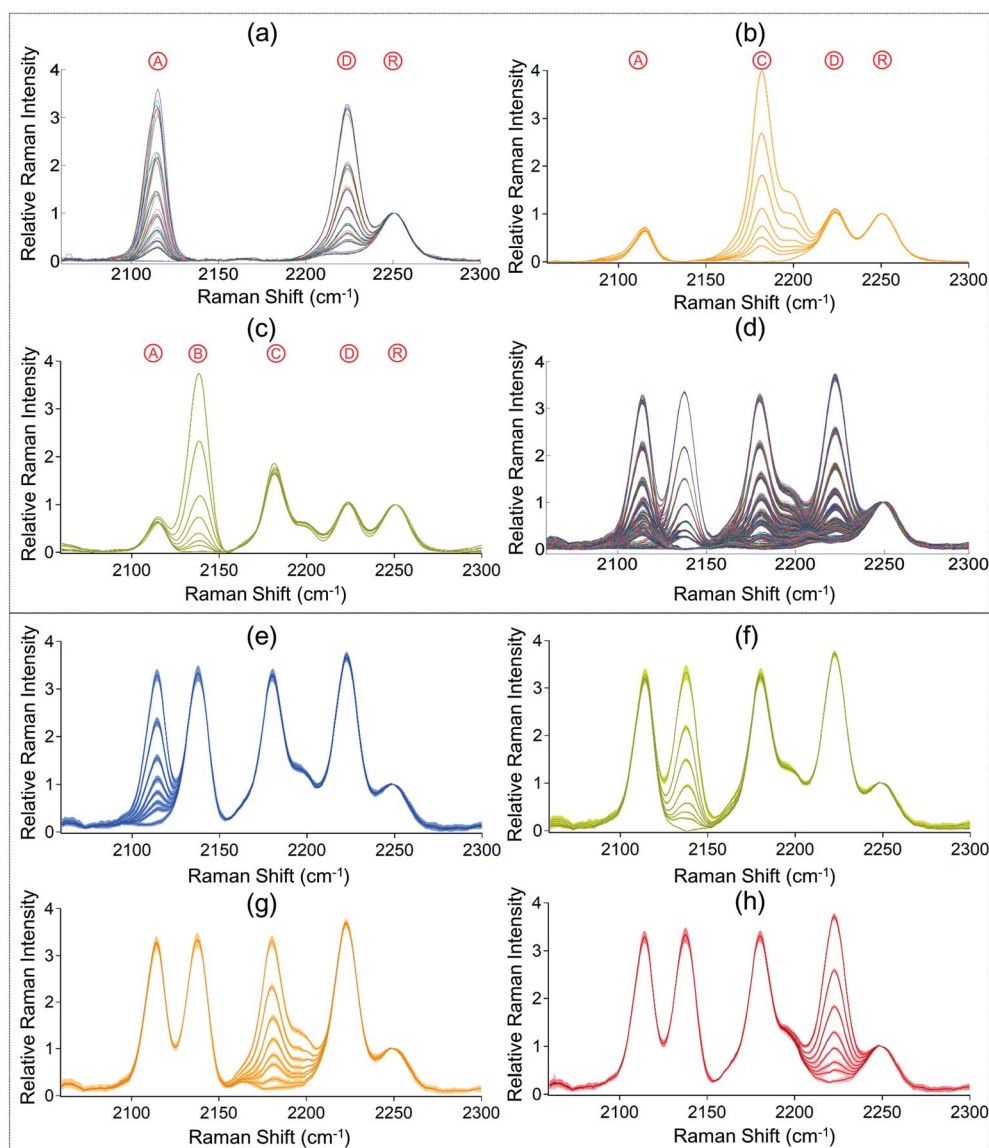 (a)
A D R
Relative Raman Intensity
4
3
2
1
0
2100 2150 2200 2250 2300
Raman Shift (cm⁻¹)
(b)
A C D R
Relative Raman Intensity
4
3
2
1
0
2100 2150 2200 2250 2300
Raman Shift (cm⁻¹)
(c)
A B C D R
Relative Raman Intensity
4
3
2
1
0
2100 2150 2200 2250 2300
Raman Shift (cm⁻¹)
(d)
Relative Raman Intensity
4
3
2
1
0
2100 2150 2200 2250 2300
Raman Shift (cm⁻¹)
(e)
Relative Raman Intensity
4
3
2
1
0
2100 2150 2200 2250 2300
Raman Shift (cm⁻¹)
(f)
Relative Raman Intensity
4
3
2
1
0
2100 2150 2200 2250 2300
Raman Shift (cm⁻¹)
(g)
Relative Raman Intensity
4
3
2
1
0
2100 2150 2200 2250 2300
Raman Shift (cm⁻¹)
(h)
Relative Raman Intensity
4
3
2
1
0
2100 2150 2200 2250 2300
Raman Shift (cm⁻¹)